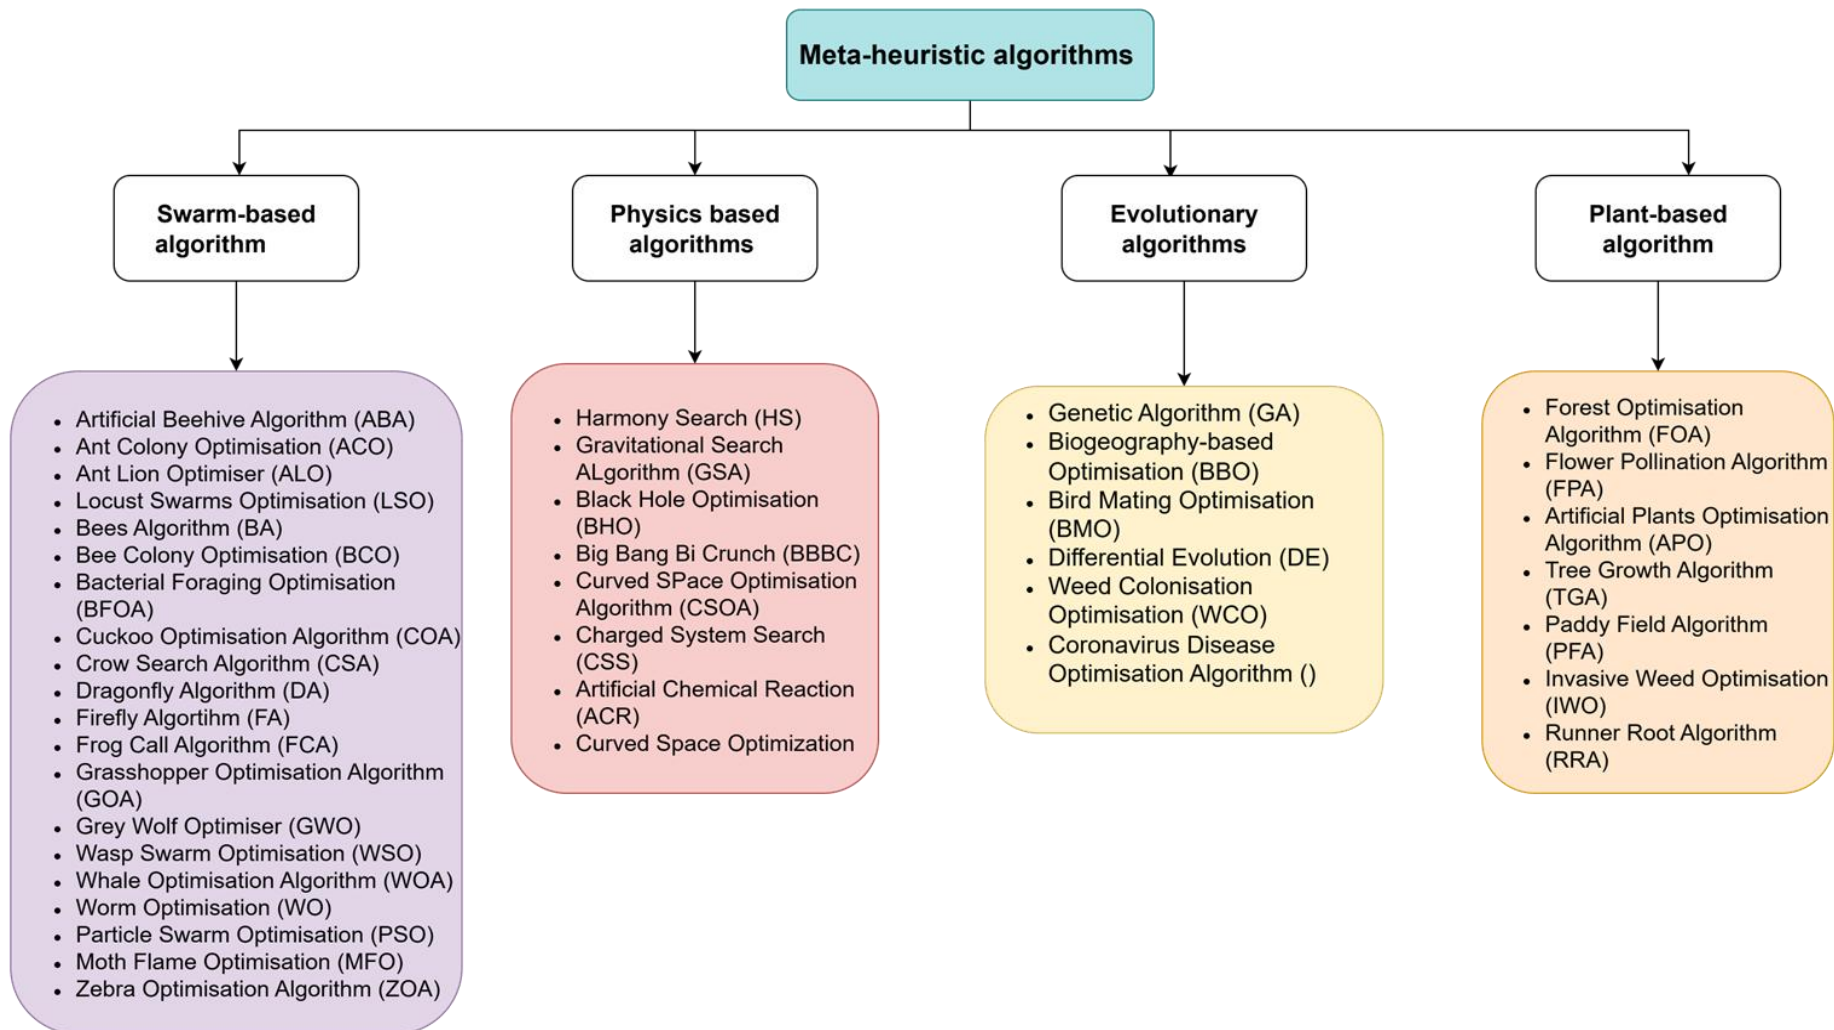 Meta-heuristic algorithms
Swarm-based
algorithm
Physics based
algorithms
Evolutionary
algorithms
Plant-based
algorithm
• Artificial Beehive Algorithm (ABA)
• Ant Colony Optimisation (ACO)
• Ant Lion Optimiser (ALO)
• Locust Swarms Optimisation (LSO)
• Bees Algorithm (BA)
• Bee Colony Optimisation (BCO)
• Bacterial Foraging Optimisation
(BFOA)
• Cuckoo Optimisation Algorithm (COA)
• Crow Search Algorithm (CSA)
• Dragonfly Algorithm (DA)
• Firefly Algortihm (FA)
• Frog Call Algorithm (FCA)
• Grasshopper Optimisation Algorithm
(GOA)
• Grey Wolf Optimiser (GWO)
• Wasp Swarm Optimisation (WSO)
• Whale Optimisation Algorithm (WOA)
• Worm Optimisation (WO)
• Particle Swarm Optimisation (PSO)
• Moth Flame Optimisation (MFO)
• Zebra Optimisation Algorithm (ZOA)
• Harmony Search (HS)
• Gravitational Search
ALgorithm (GSA)
• Black Hole Optimisation
(BHO)
• Big Bang Bi Crunch (BBBC)
• Curved SPace Optimisation
Algorithm (CSOA)
• Charged System Search
(CSS)
• Artificial Chemical Reaction
(ACR)
• Curved Space Optimization
• Genetic Algorithm (GA)
• Biogeography-based
Optimisation (BBO)
• Bird Mating Optimisation
(BMO)
• Differential Evolution (DE)
• Weed Colonisation
Optimisation (WCO)
• Coronavirus Disease
Optimisation Algorithm ()
• Forest Optimisation
Algorithm (FOA)
• Flower Pollination Algorithm
(FPA)
• Artificial Plants Optimisation
Algorithm (APO)
• Tree Growth Algorithm
(TGA)
• Paddy Field Algorithm
(PFA)
• Invasive Weed Optimisation
(IWO)
• Runner Root Algorithm
(RRA)